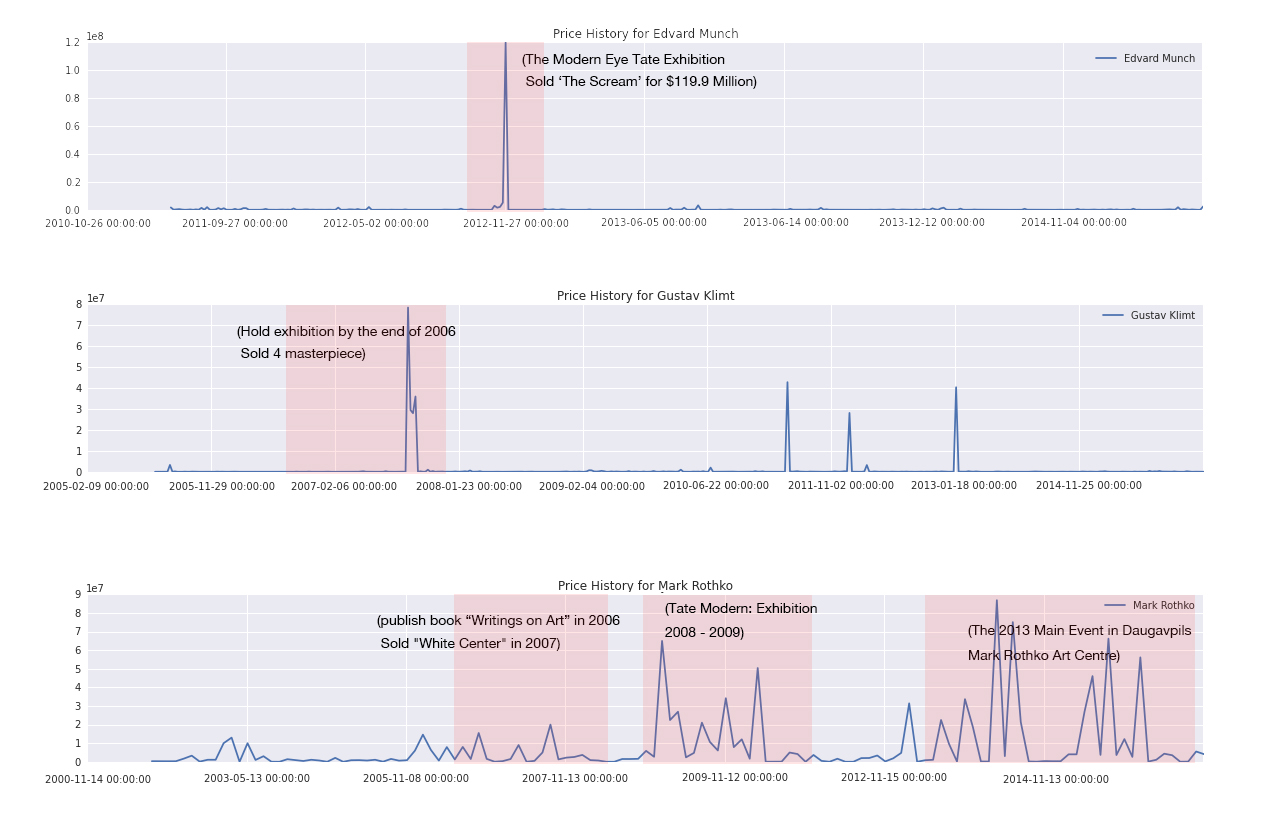 Price History for Edvard Munch
1e8
1.2
1.0
0.8
0.6
0.4
0.2
0.0
(The Modern Eye Tate Exhibition
Sold ‘The Scream’ for $119.9 Million)
Edvard Munch
2010-10-26 00:00:00 2011-09-27 00:00:00 2012-05-02 00:00:00 2012-11-27 00:00:00 2013-06-05 00:00:00 2013-06-14 00:00:00 2013-12-12 00:00:00 2014-11-04 00:00:00
Price History for Gustav Klimt
1e7
8
7
6
5
4
3
2
1
0
(Hold exhibition by the end of 2006
Sold 4 masterpiece)
Gustav Klimt
2005-02-09 00:00:00 2005-11-29 00:00:00 2007-02-06 00:00:00 2008-01-23 00:00:00 2009-02-04 00:00:00 2010-06-22 00:00:00 2011-11-02 00:00:00 2013-01-18 00:00:00 2014-11-25 00:00:00
Price History for Mark Rothko
1e7
9
8
7
6
5
4
3
2
1
0
(publish book “Writings on Art” in 2006
Sold "White Center" in 2007)
(Tate Modern: Exhibition
2008 - 2009)
Mark Rothko
(The 2013 Main Event in Daugavpils
Mark Rothko Art Centre)
2000-11-14 00:00:00 2003-05-13 00:00:00 2005-11-08 00:00:00 2007-11-13 00:00:00 2009-11-12 00:00:00 2012-11-15 00:00:00 2014-11-13 00:00:00